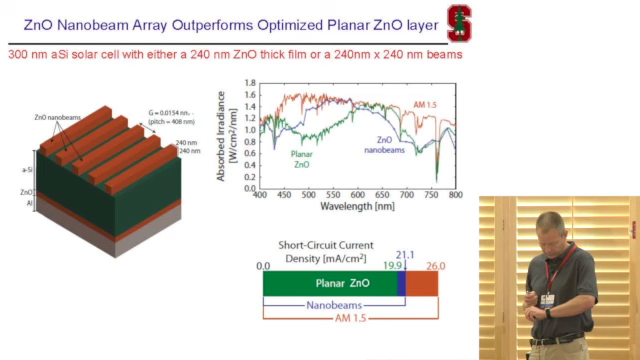 ZnO Nanobeam Array Outperforms Optimized Planar ZnO layer
S
300 nm aSi solar cell with either a 240 nm ZnO thick film or a 240nm x 240 nm beams
ZnO nanobeams
G = 0.0154 nm-1
(pitch = 408 nm)
240 nm
240 nm
a-Si
ZnO
Al
Absorbed Irradiance
[W/cm2/nm]
1.8
1.6
1.4
1.2
1.0
0.8
0.6
0.4
0.2
0.0
AM 1.5
ZnO
nanobeams
Planar
ZnO
400 450 500 550 600 650 700 750 800
Wavelength [nm]
Short-Circuit Current
Density [mA/cm2]
21.1
0.0 19.9 26.0
Planar ZnO
Nanobeams
AM 1.5